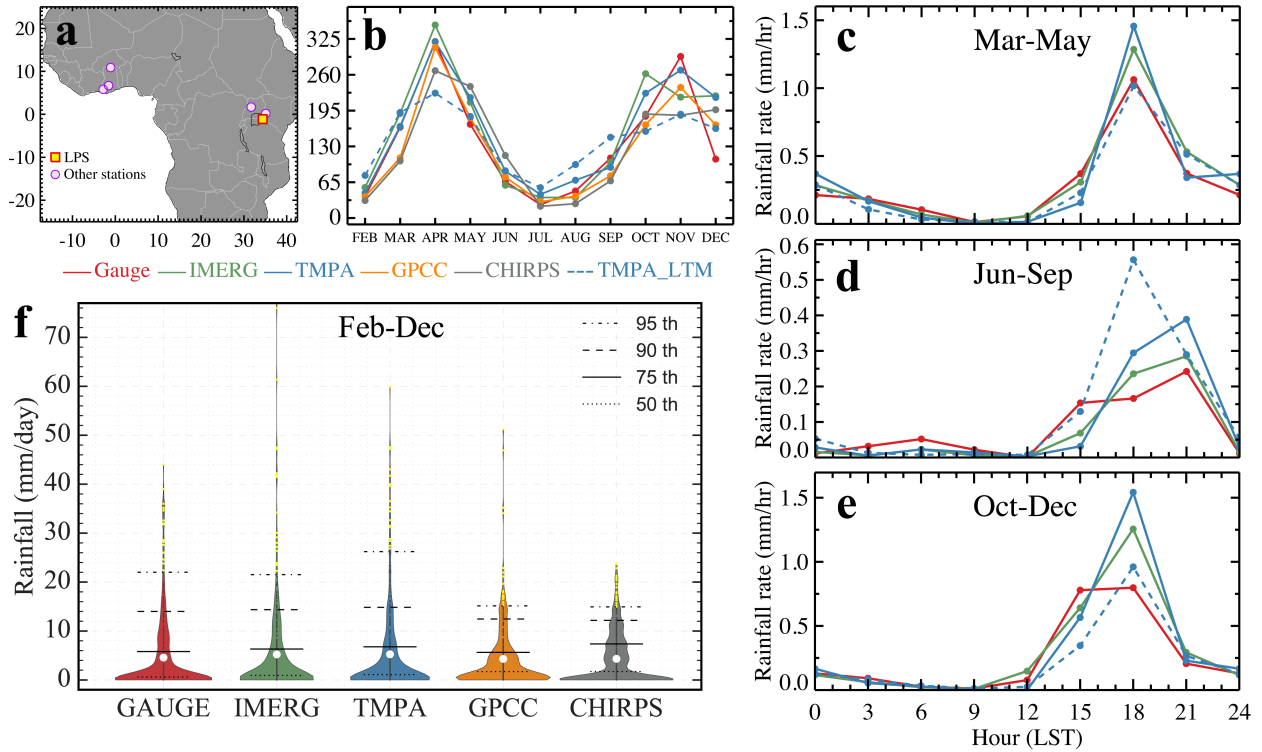 a
20
10
0
-10
-20
LPS
Other stations
-10 0 10 20 30 40
b
325
260
195
130
65
0
FEB MAR APR MAY JUN JUL AUG SEP OCT NOV DEC
Gauge IMERG TMPA GPCC CHIRPS TMPA_LTM
c
Mar-May
Rainfall rate (mm/hr)
1.5
1.0
0.5
0.0
d
Jun-Sep
Rainfall rate (mm/hr)
0.6
0.5
0.4
0.3
0.2
0.1
0.0
e
Oct-Dec
Rainfall rate (mm/hr)
1.5
1.0
0.5
0.0
0 3 6 9 12 15 18 21 24
Hour (LST)
f
Feb-Dec
95 th
90 th
75 th
50 th
Rainfall (mm/day)
70
60
50
40
30
20
10
0
GAUGE IMERG TMPA GPCC CHIRPS